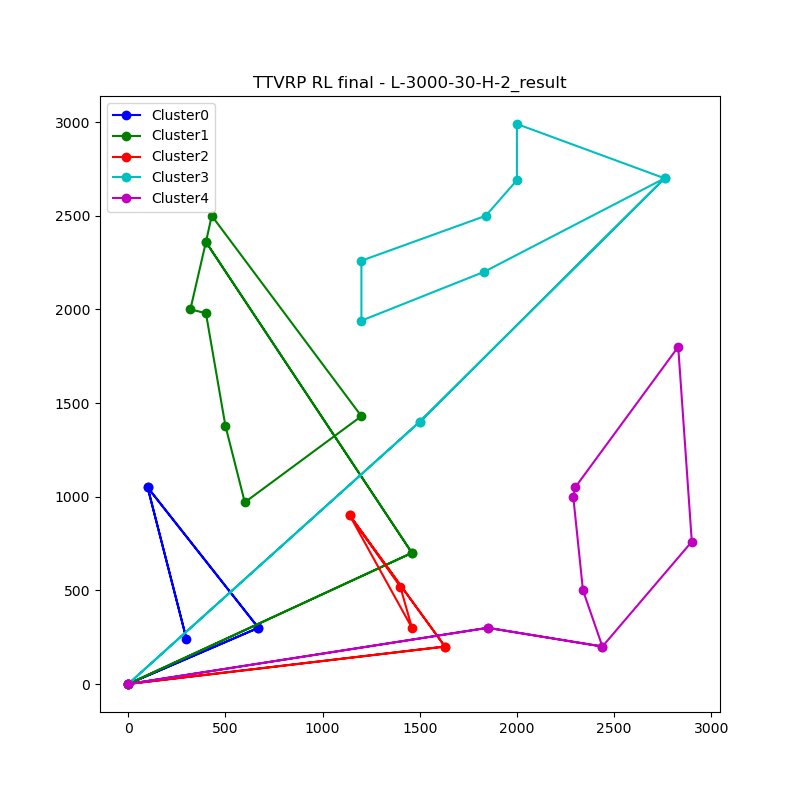 TTVRP RL final - L-3000-30-H-2_result
Cluster0
Cluster1
Cluster2
Cluster3
Cluster4
3000
2500
2000
1500
1000
500
0
0 500 1000 1500 2000 2500 3000